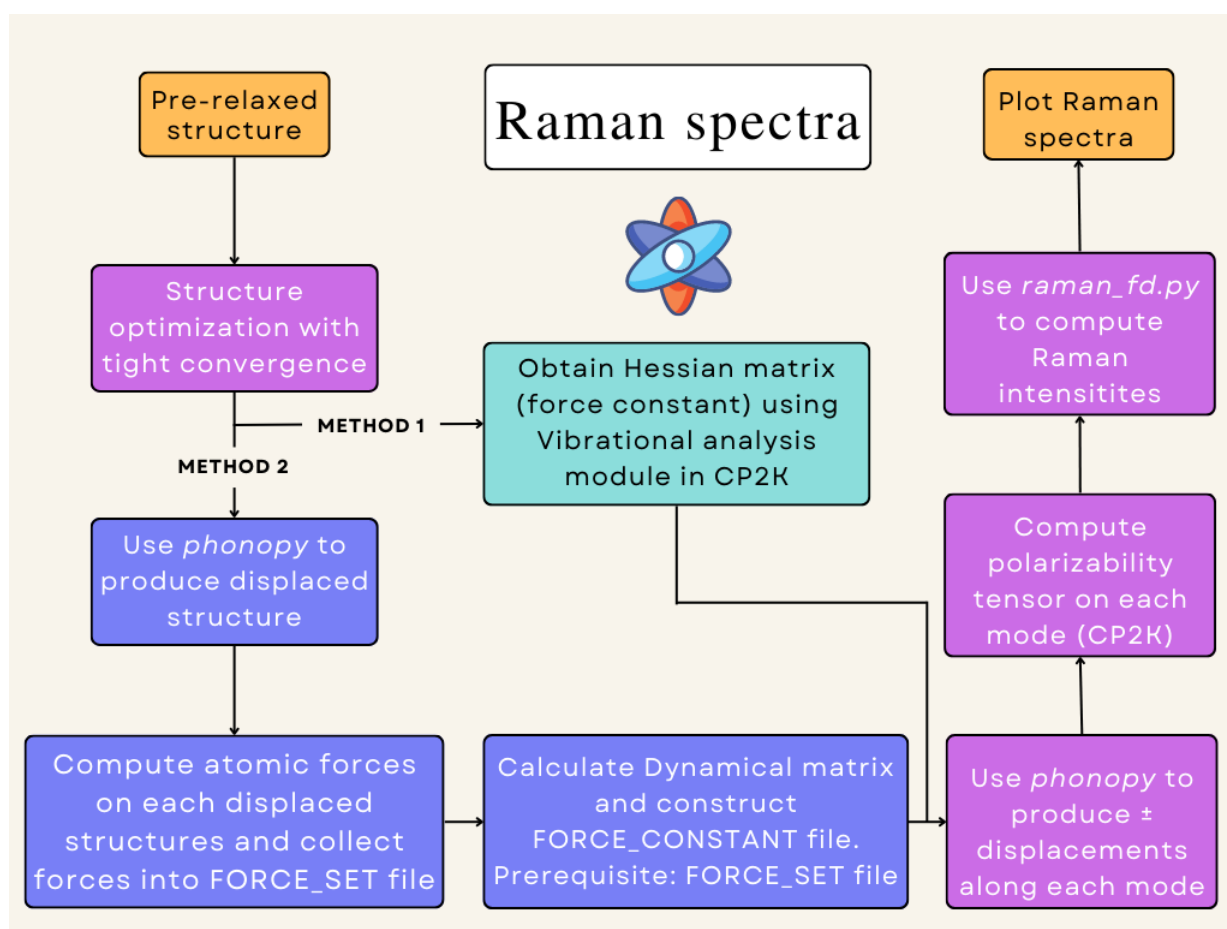 Pre-relaxed
structure
Raman spectra
Plot Raman
spectra
Structure
optimization with
tight convergence
METHOD 1
METHOD 2
Obtain Hessian matrix
(force constant) using
Vibrational analysis
module in CP2K
Use phonopy to
produce displaced
structure
Compute atomic forces
on each displaced
structures and collect
forces into FORCE_SET file
Calculate Dynamical matrix
and construct
FORCE_CONSTANT file.
Prerequisite: FORCE_SET file
Use phonopy to
produce ±
displacements
along each mode
Compute
polarizability
tensor on each
mode (CP2K)
Use raman_fd.py
to compute
Raman
intensitites